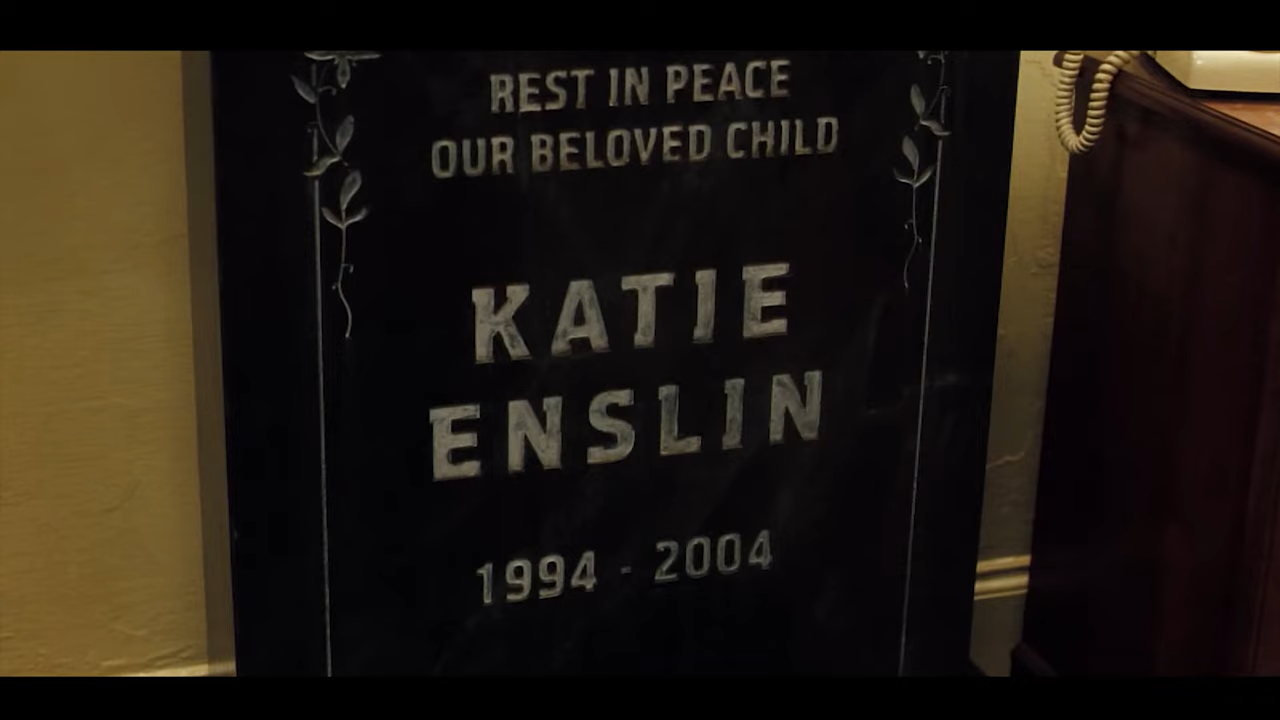 REST IN PEACE
OUR BELOVED CHILD
KATIE
ENSLIN
1994 - 2004